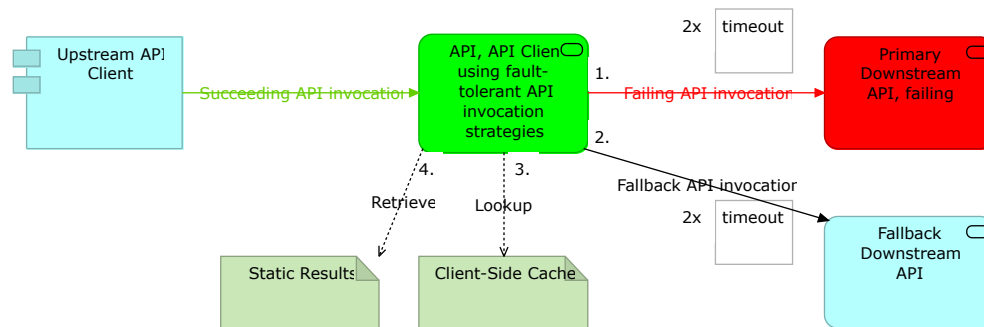 2x timeout
Upstream API
Client
API, API Clien
using fault-
tolerant API
invocation
strategies
Primary
Downstream
API, failing
1.
Succeeding API invocation
Failing API invocation
2.
4.
3.
Fallback API invocation
Retrieve
Lookup
2x timeout
Fallback
Downstream
API
Static Results
Client-Side Cache